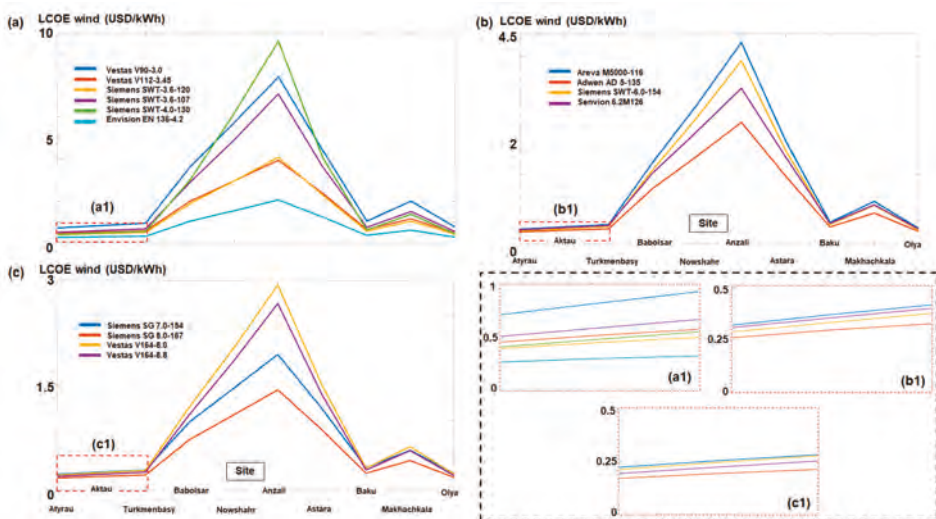 (a)
LCOE wind (USD/kWh)
10
5
0
Vestas V90-3.0
Vestas V112-3.45
Siemens SWT-3.6-120
Siemens SWT-3.6-107
Siemens SWT-4.0-130
Envision EN 136-4.2
(a1)
(b)
LCOE wind (USD/kWh)
4.5
2
0
Areva M5000-116
Adwen AD 5-135
Siemens SWT-6.0-154
Senvion 6.2M126
(b1)
Site
Aktau Babolsar Anzali Baku Olya
Atyrau Turkmenbasy Nowshahr Astara Makhachkala
(c)
LCOE wind (USD/kWh)
3
1.5
0
Siemens SG 7.0-154
Siemens SG 8.0-167
Vestas V164-8.0
Vestas V164-8.8
(c1)
Site
Aktau Babolsar Anzali Baku Olya
Atyrau Turkmenbasy Nowshahr Astara Makhachkala
1
0.5
0
(a1)
0.5
0.25
0
(b1)
0.5
0.25
0
(c1)